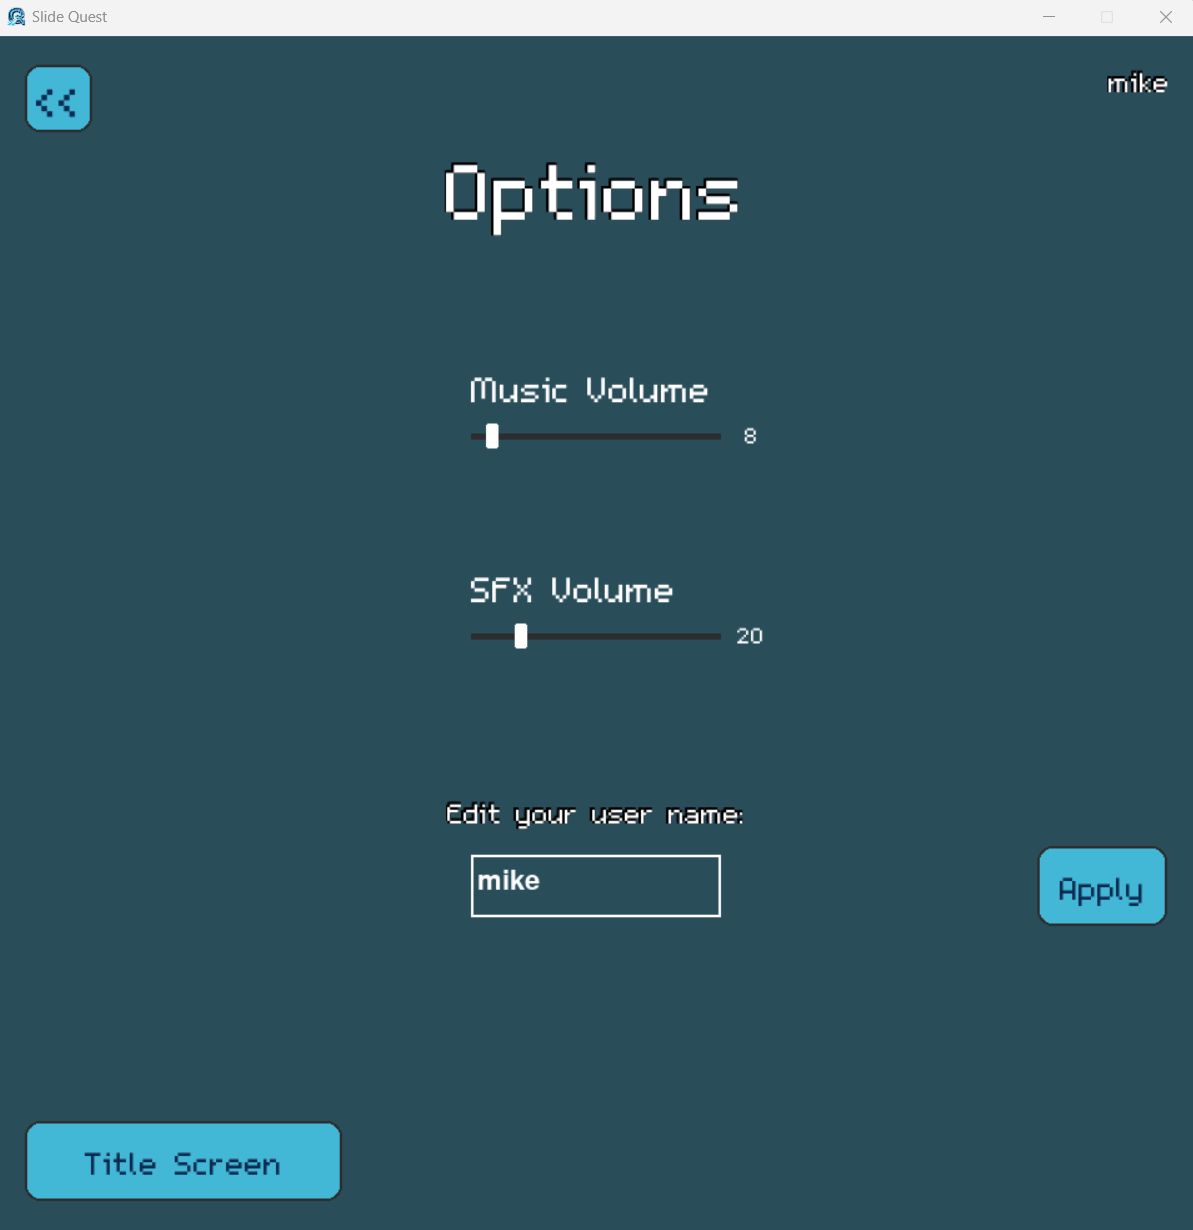 Slide Quest
<<
mike
Options
Music Volume
8
SFX Volume
20
Edit your user name:
mike
Apply
Title Screen